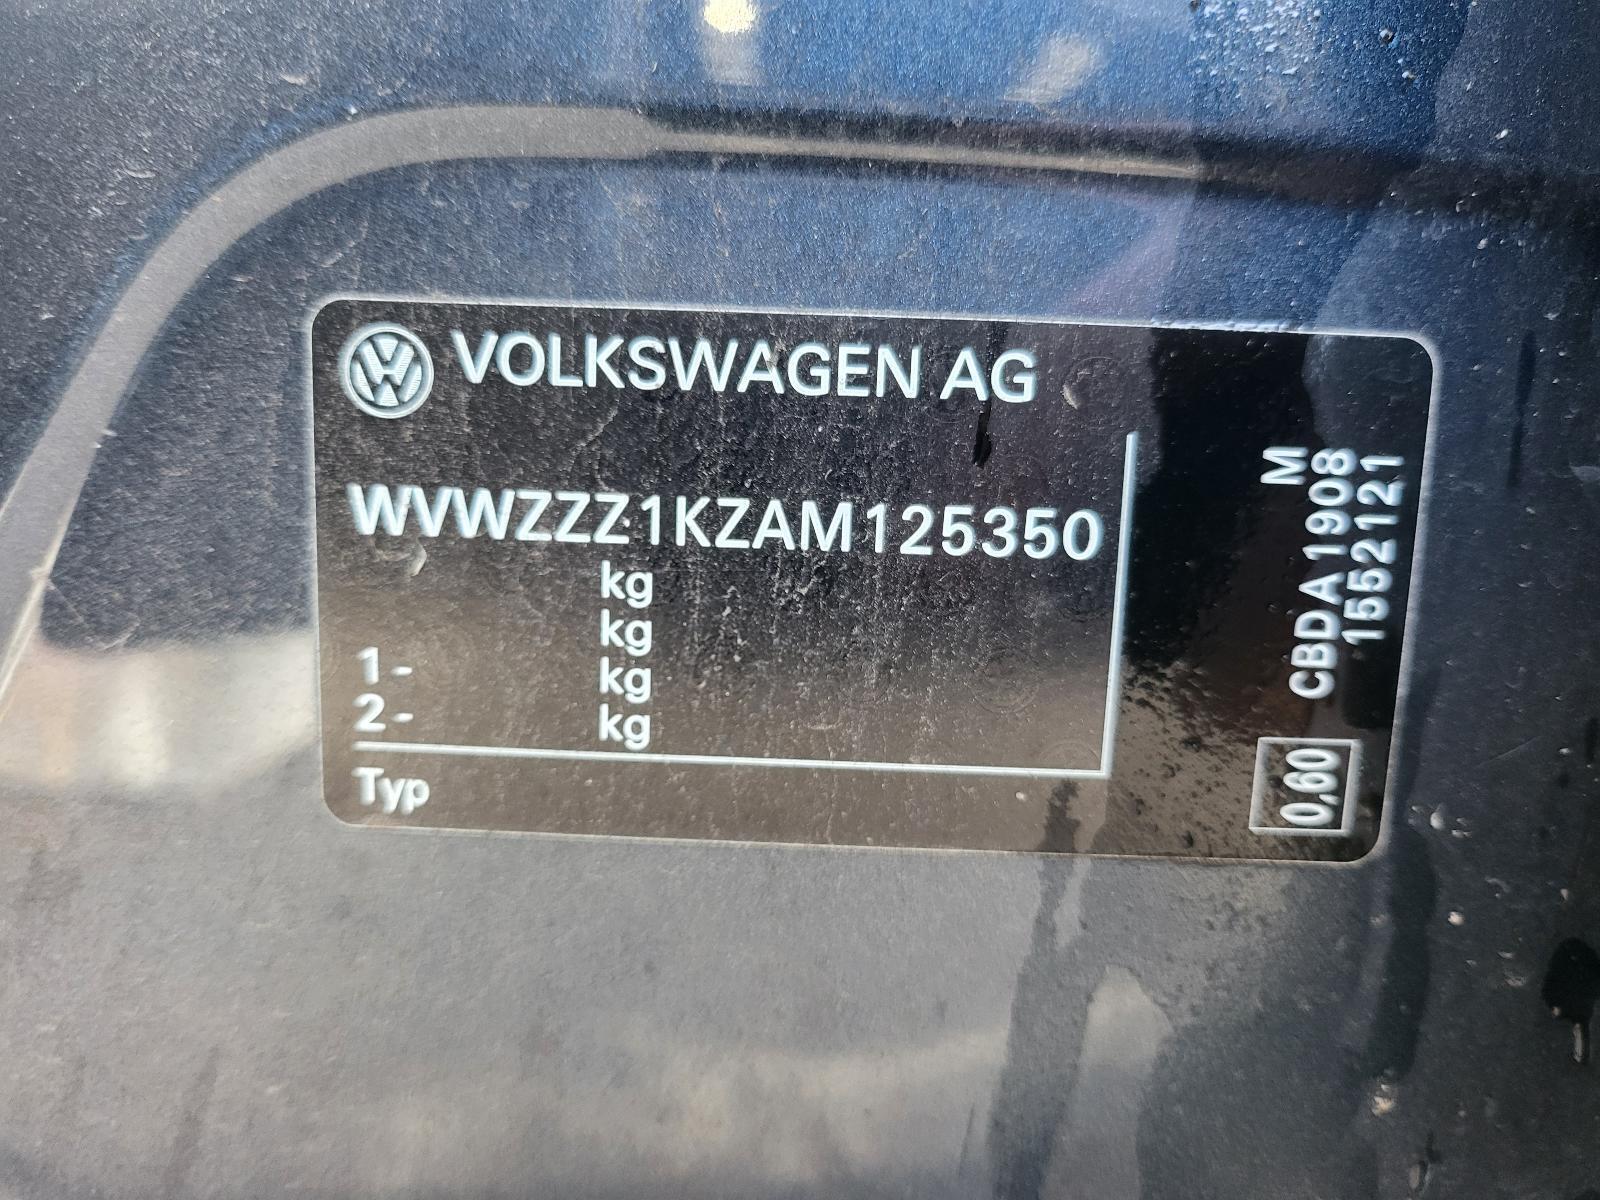 VOLKSWAGEN AG
WVWZZZ1KZAM125350
kg
kg
1- kg
2- kg
Typ
M
CBDA 1908
1552121
0,60